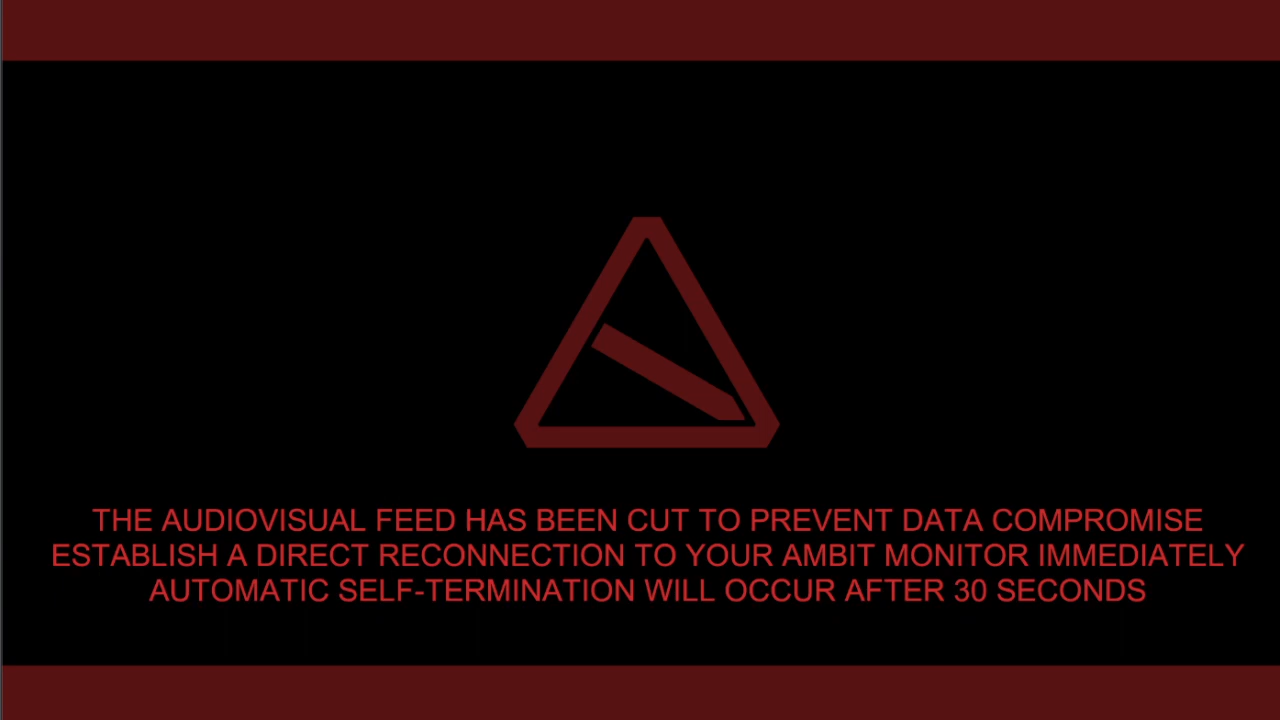 THE AUDIOVISUAL FEED HAS BEEN CUT TO PREVENT DATA COMPROMISE
ESTABLISH A DIRECT RECONNECTION TO YOUR AMBIT MONITOR IMMEDIATELY
AUTOMATIC SELF-TERMINATION WILL OCCUR AFTER 30 SECONDS